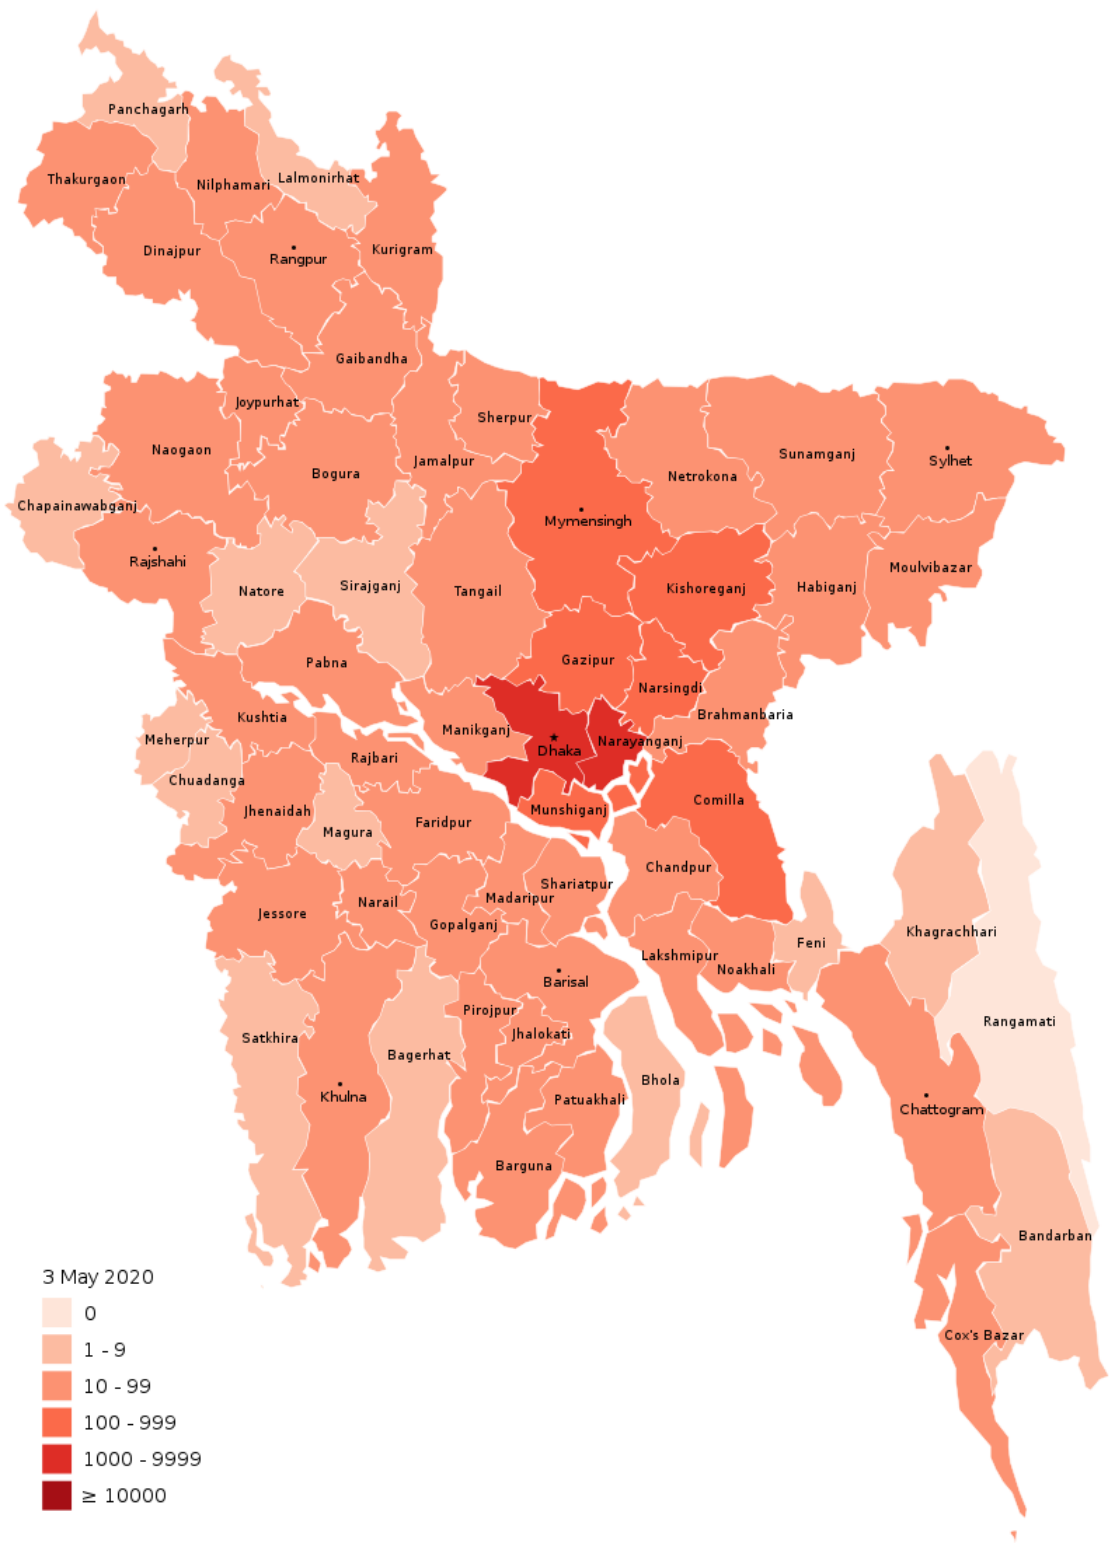 Panchagarh
Thakurgaon
Nilphamari
Lalmonirhat
Dinajpur
Rangpur
Kurigram
Gaibandha
Joypurhat
Sherpur
Naogaon
Bogura
Jamalpur
Netrokona
Sunamganj
Sylhet
Chapainawabganj
Mymensingh
Rajshahi
Natore
Sirajganj
Tangail
Kishoreganj
Habiganj
Moulvibazar
Pabna
Gazipur
Narsingdi
Kushtia
Brahmanbaria
Meherpur
Manikganj
Dhaka
Narayanganj
Rajbari
Chuadanga
Jhenaidah
Magura
Faridpur
Munshiganj
Comilla
Chandpur
Shariatpur
Madaripur
Jessore
Narail
Gopalganj
Khagrachhari
Feni
Lakshmipur
Noakhali
Barisal
Pirojpur
Rangamati
Satkhira
Jhalokati
Bagerhat
Bhola
Khulna
Patuakhali
Chattogram
Barguna
Bandarban
Cox's Bazar
3 May 2020
0
1 - 9
10 - 99
100 - 999
1000 - 9999
≥ 10000